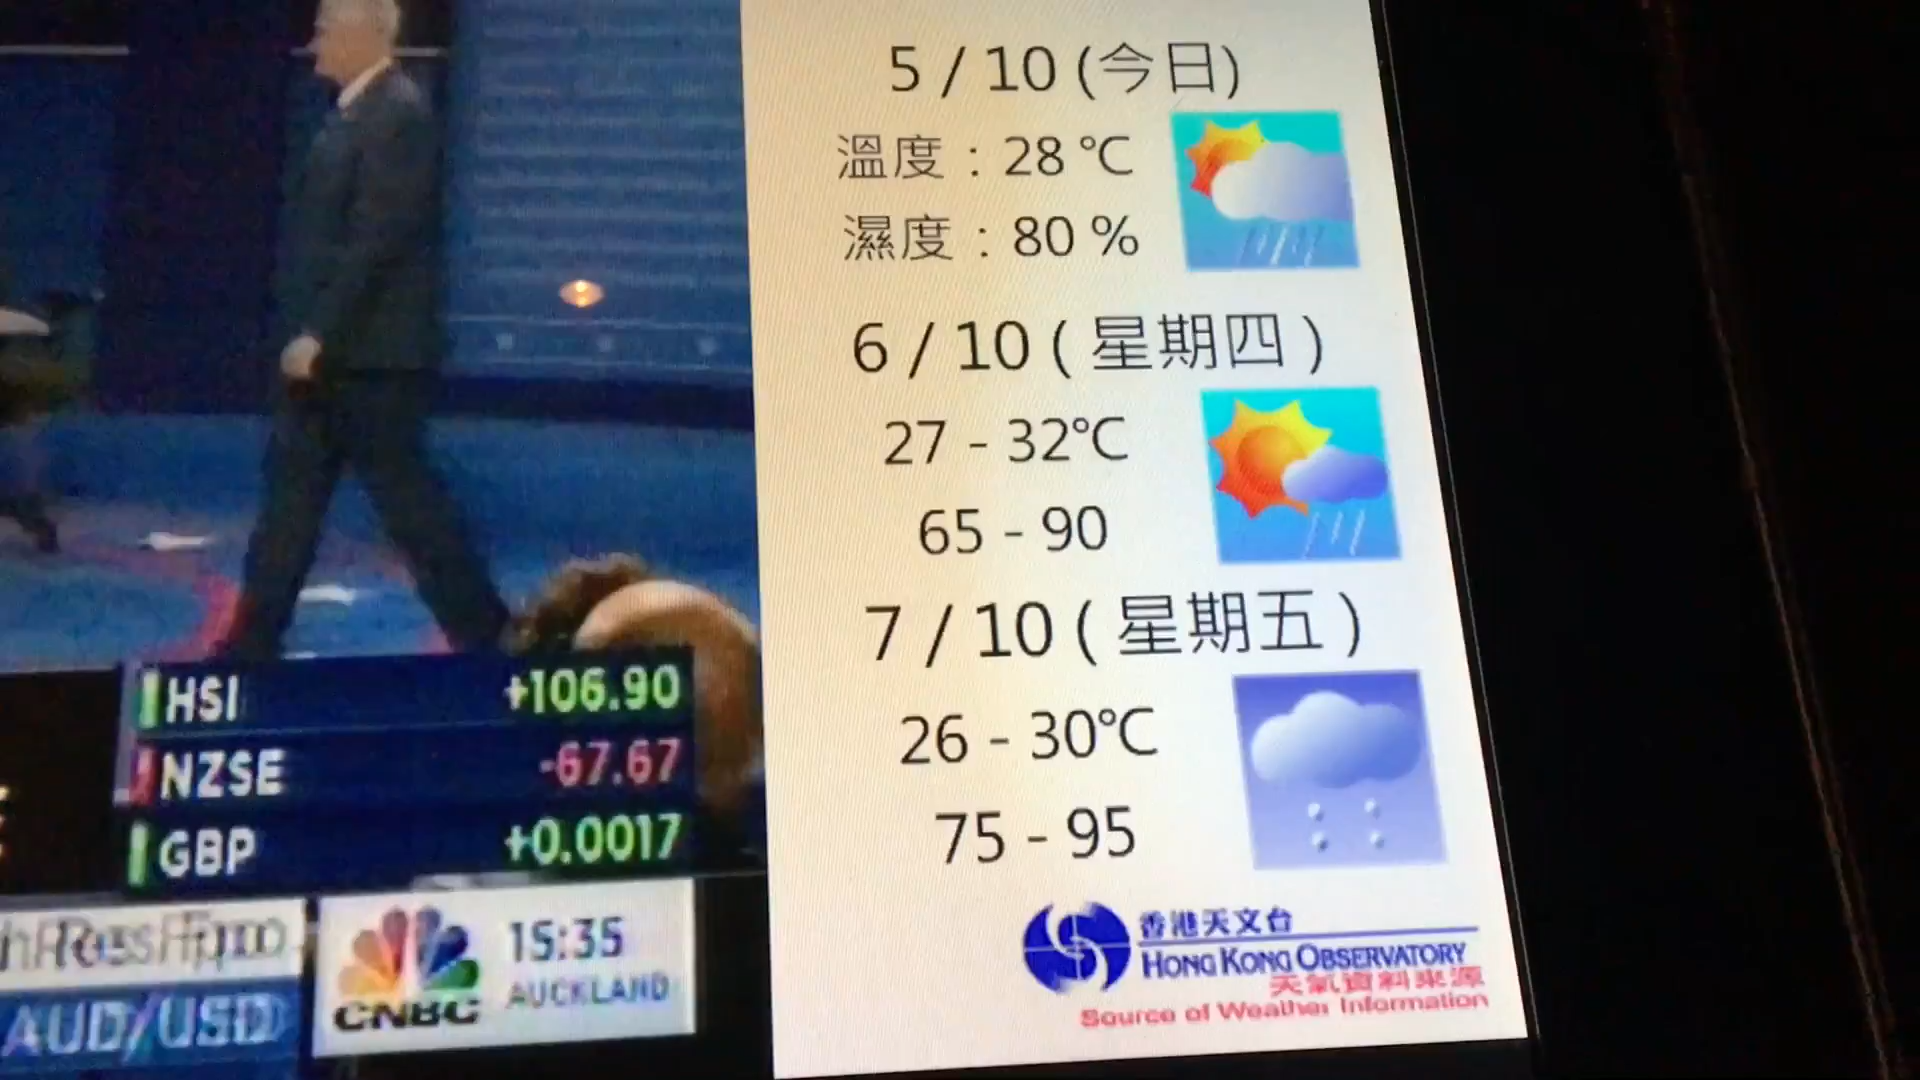 5 / 10 (今日)
溫度 : 28 ℃
濕度 : 80 %
6 / 10 ( 星期四 )
27 - 32℃
65 - 90
7 / 10 ( 星期五 )
26 - 30℃
75 - 95
香港天文台
HONG KONG OBSERVATORY
天氣資料來源
Source of Weather Information
HSI +106.90
NZSE -67.67
GBP +0.0017
AUD/USD
CNBC
15:35
AUCKLAND